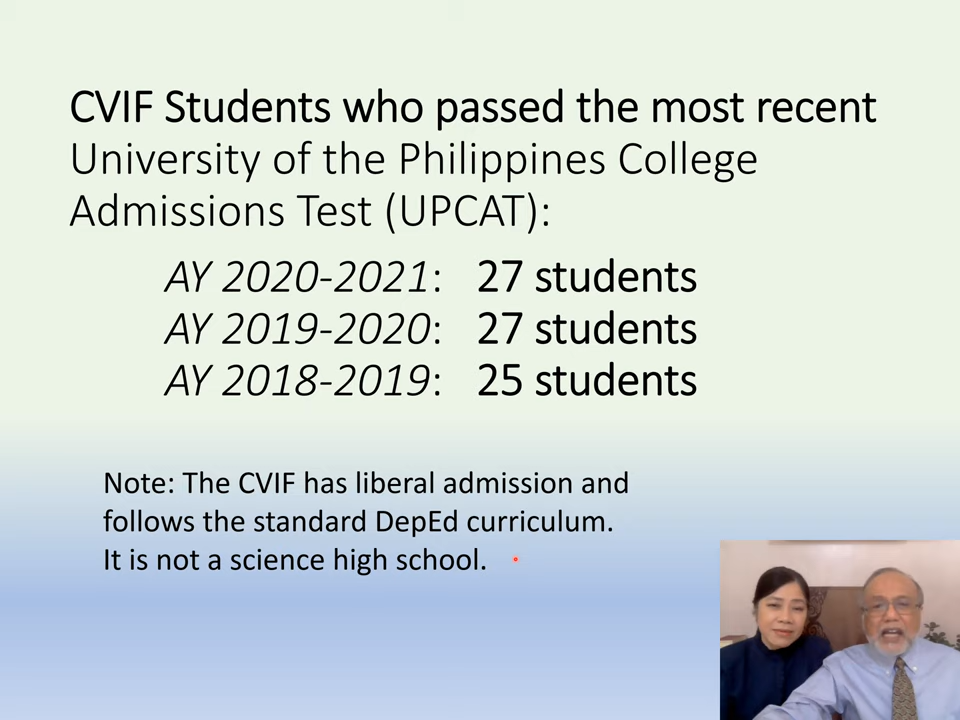 CVIF Students who passed the most recent
University of the Philippines College
Admissions Test (UPCAT):
AY 2020-2021: 27 students
AY 2019-2020: 27 students
AY 2018-2019: 25 students
Note: The CVIF has liberal admission and
follows the standard DepEd curriculum.
It is not a science high school.